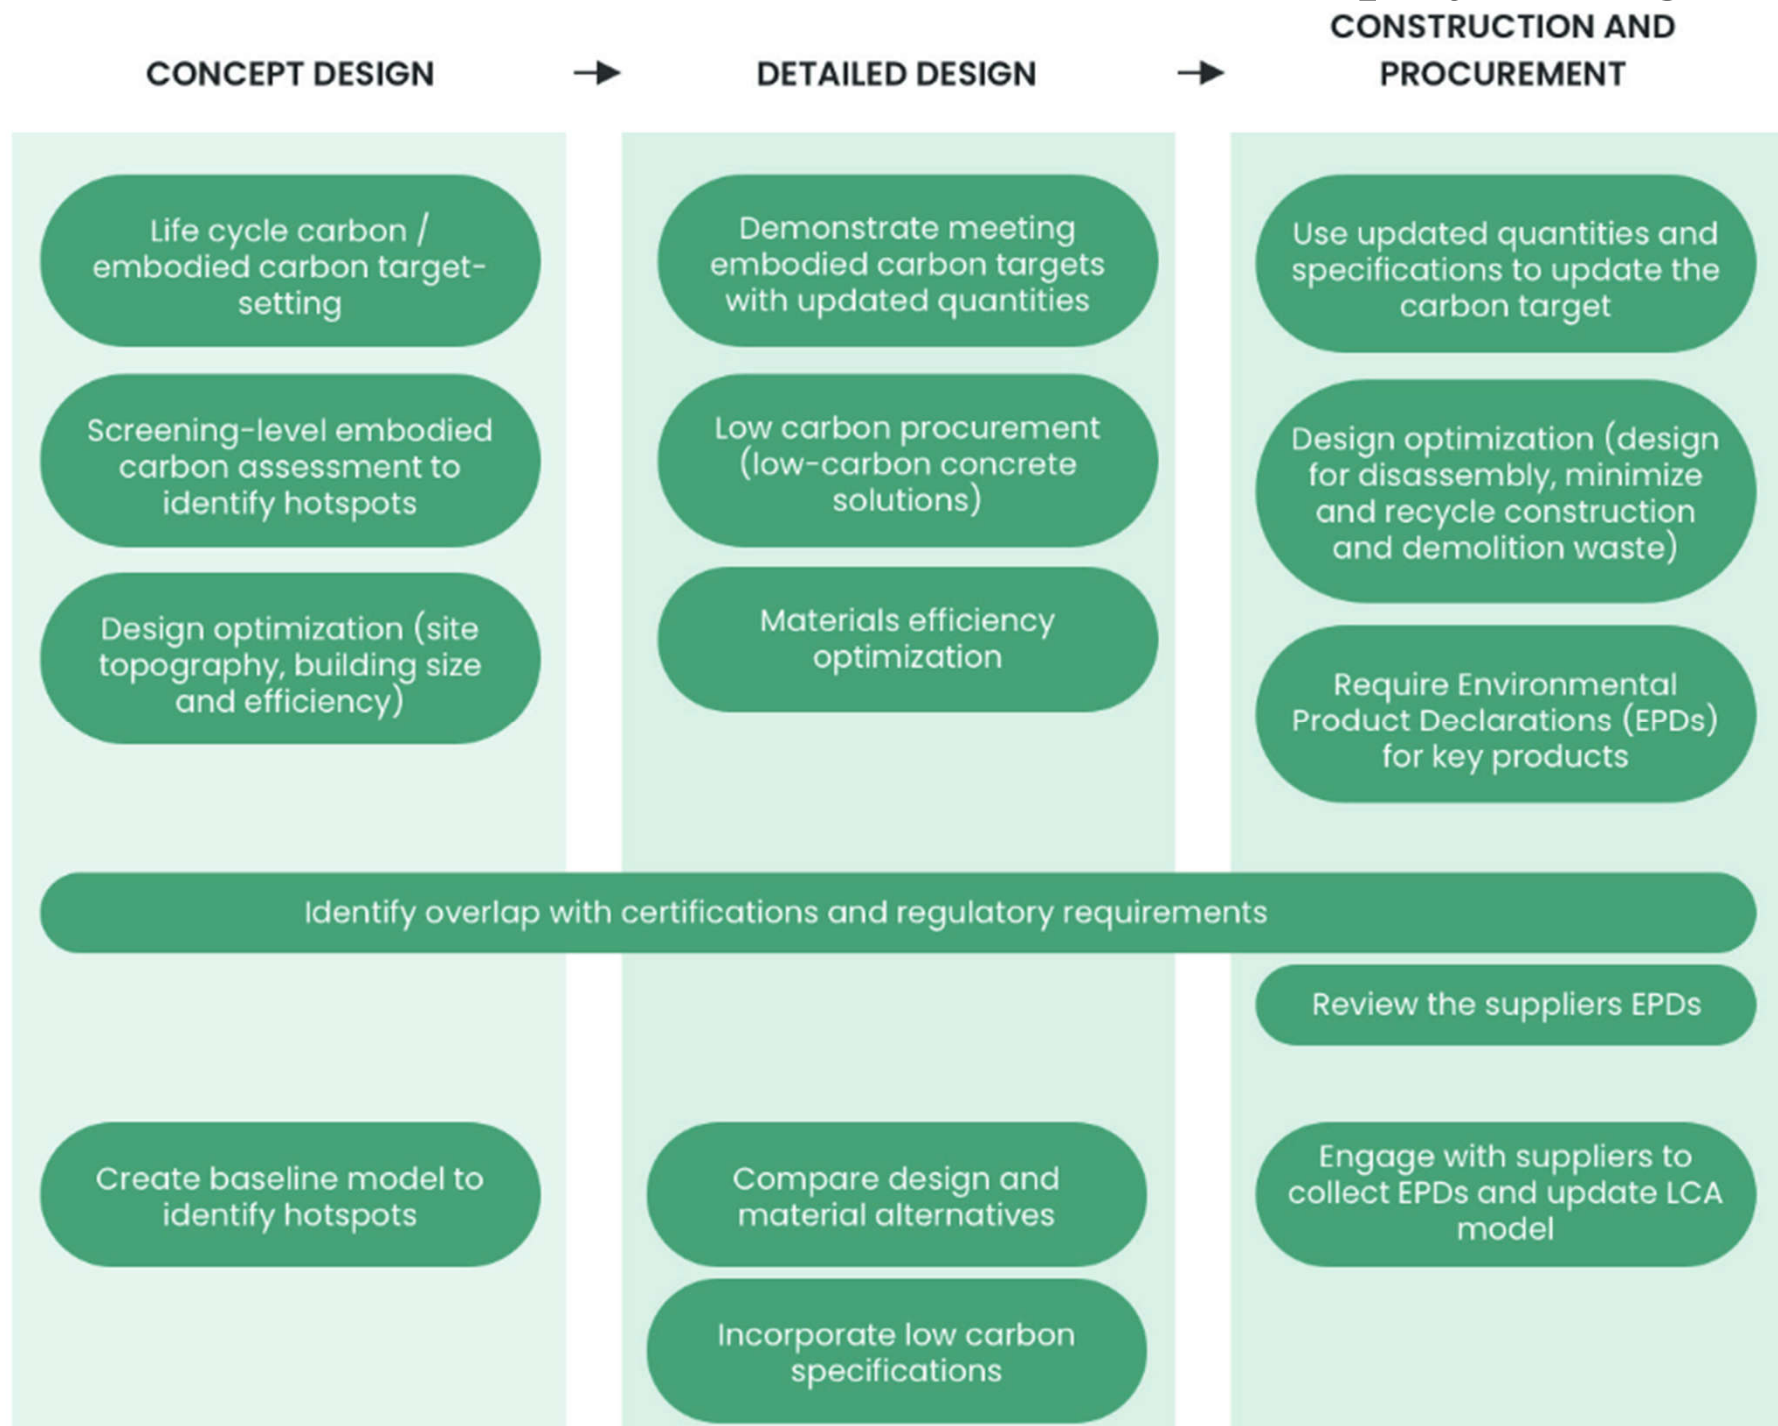 CONCEPT DESIGN
DETAILED DESIGN
CONSTRUCTION AND
PROCUREMENT
Life cycle carbon /
embodied carbon target-
setting
Screening-level embodied
carbon assessment to
identify hotspots
Design optimization (site
topography, building size
and efficiency)
Demonstrate meeting
embodied carbon targets
with updated quantities
Low carbon procurement
(low-carbon concrete
solutions)
Materials efficiency
optimization
Use updated quantities and
specifications to update the
carbon target
Design optimization (design
for disassembly, minimize
and recycle construction
and demolition waste)
Require Environmental
Product Declarations (EPDs)
for key products
Identify overlap with certifications and regulatory requirements
Review the suppliers EPDs
Create baseline model to
identify hotspots
Compare design and
material alternatives
Incorporate low carbon
specifications
Engage with suppliers to
collect EPDs and update LCA
model